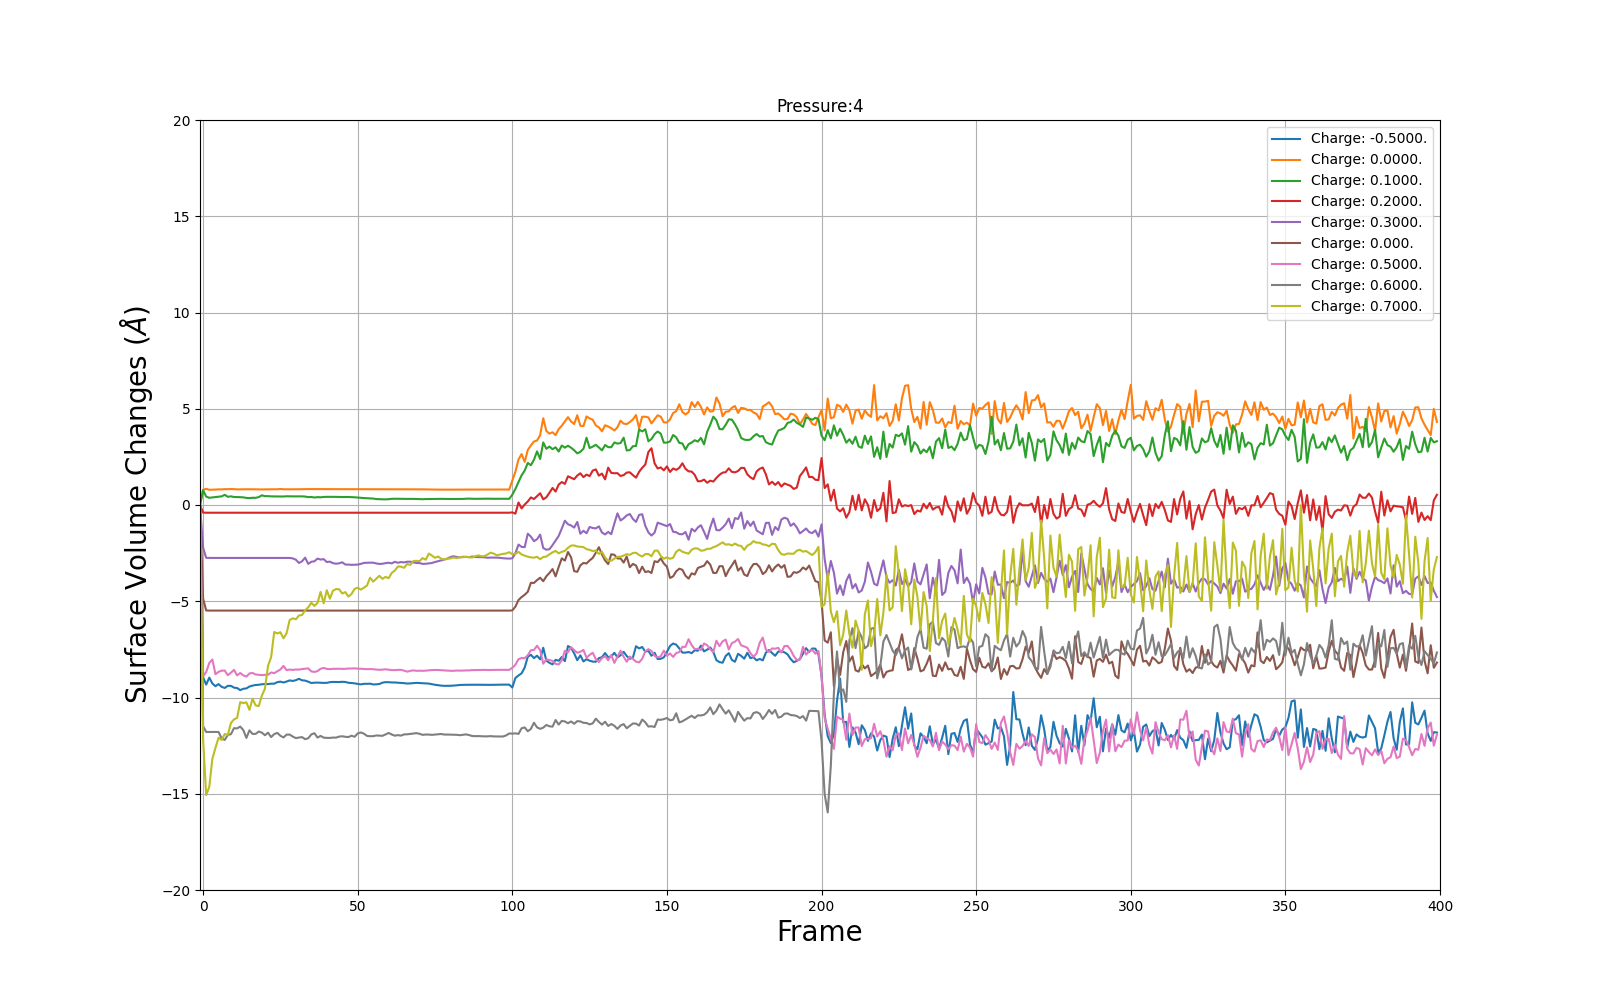 Pressure:4
Surface Volume Changes (Å)
20
15
10
5
0
−5
−10
−15
−20
Charge: -0.5000.
Charge: 0.0000.
Charge: 0.1000.
Charge: 0.2000.
Charge: 0.3000.
Charge: 0.000.
Charge: 0.5000.
Charge: 0.6000.
Charge: 0.7000.
0 50 100 150 200 250 300 350 400
Frame